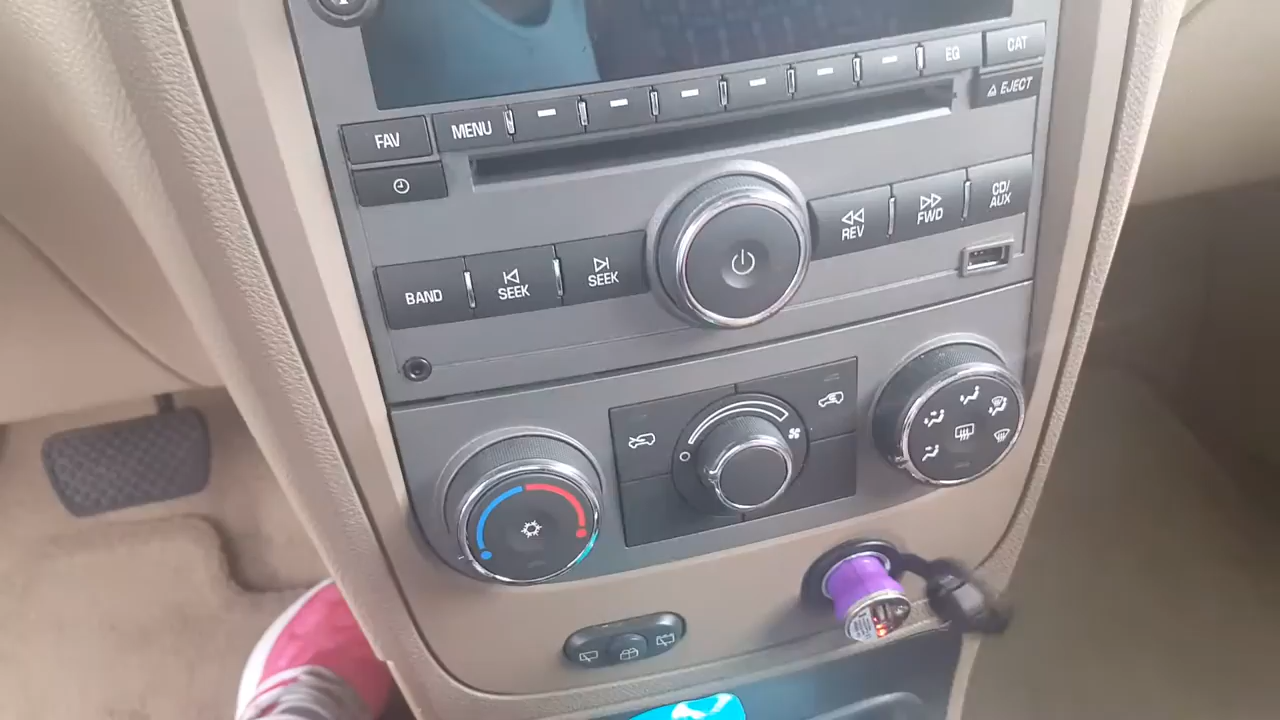 EQ
CAT
EJECT
FAV
MENU
REV
FWD
CD/
AUX
BAND
SEEK
SEEK